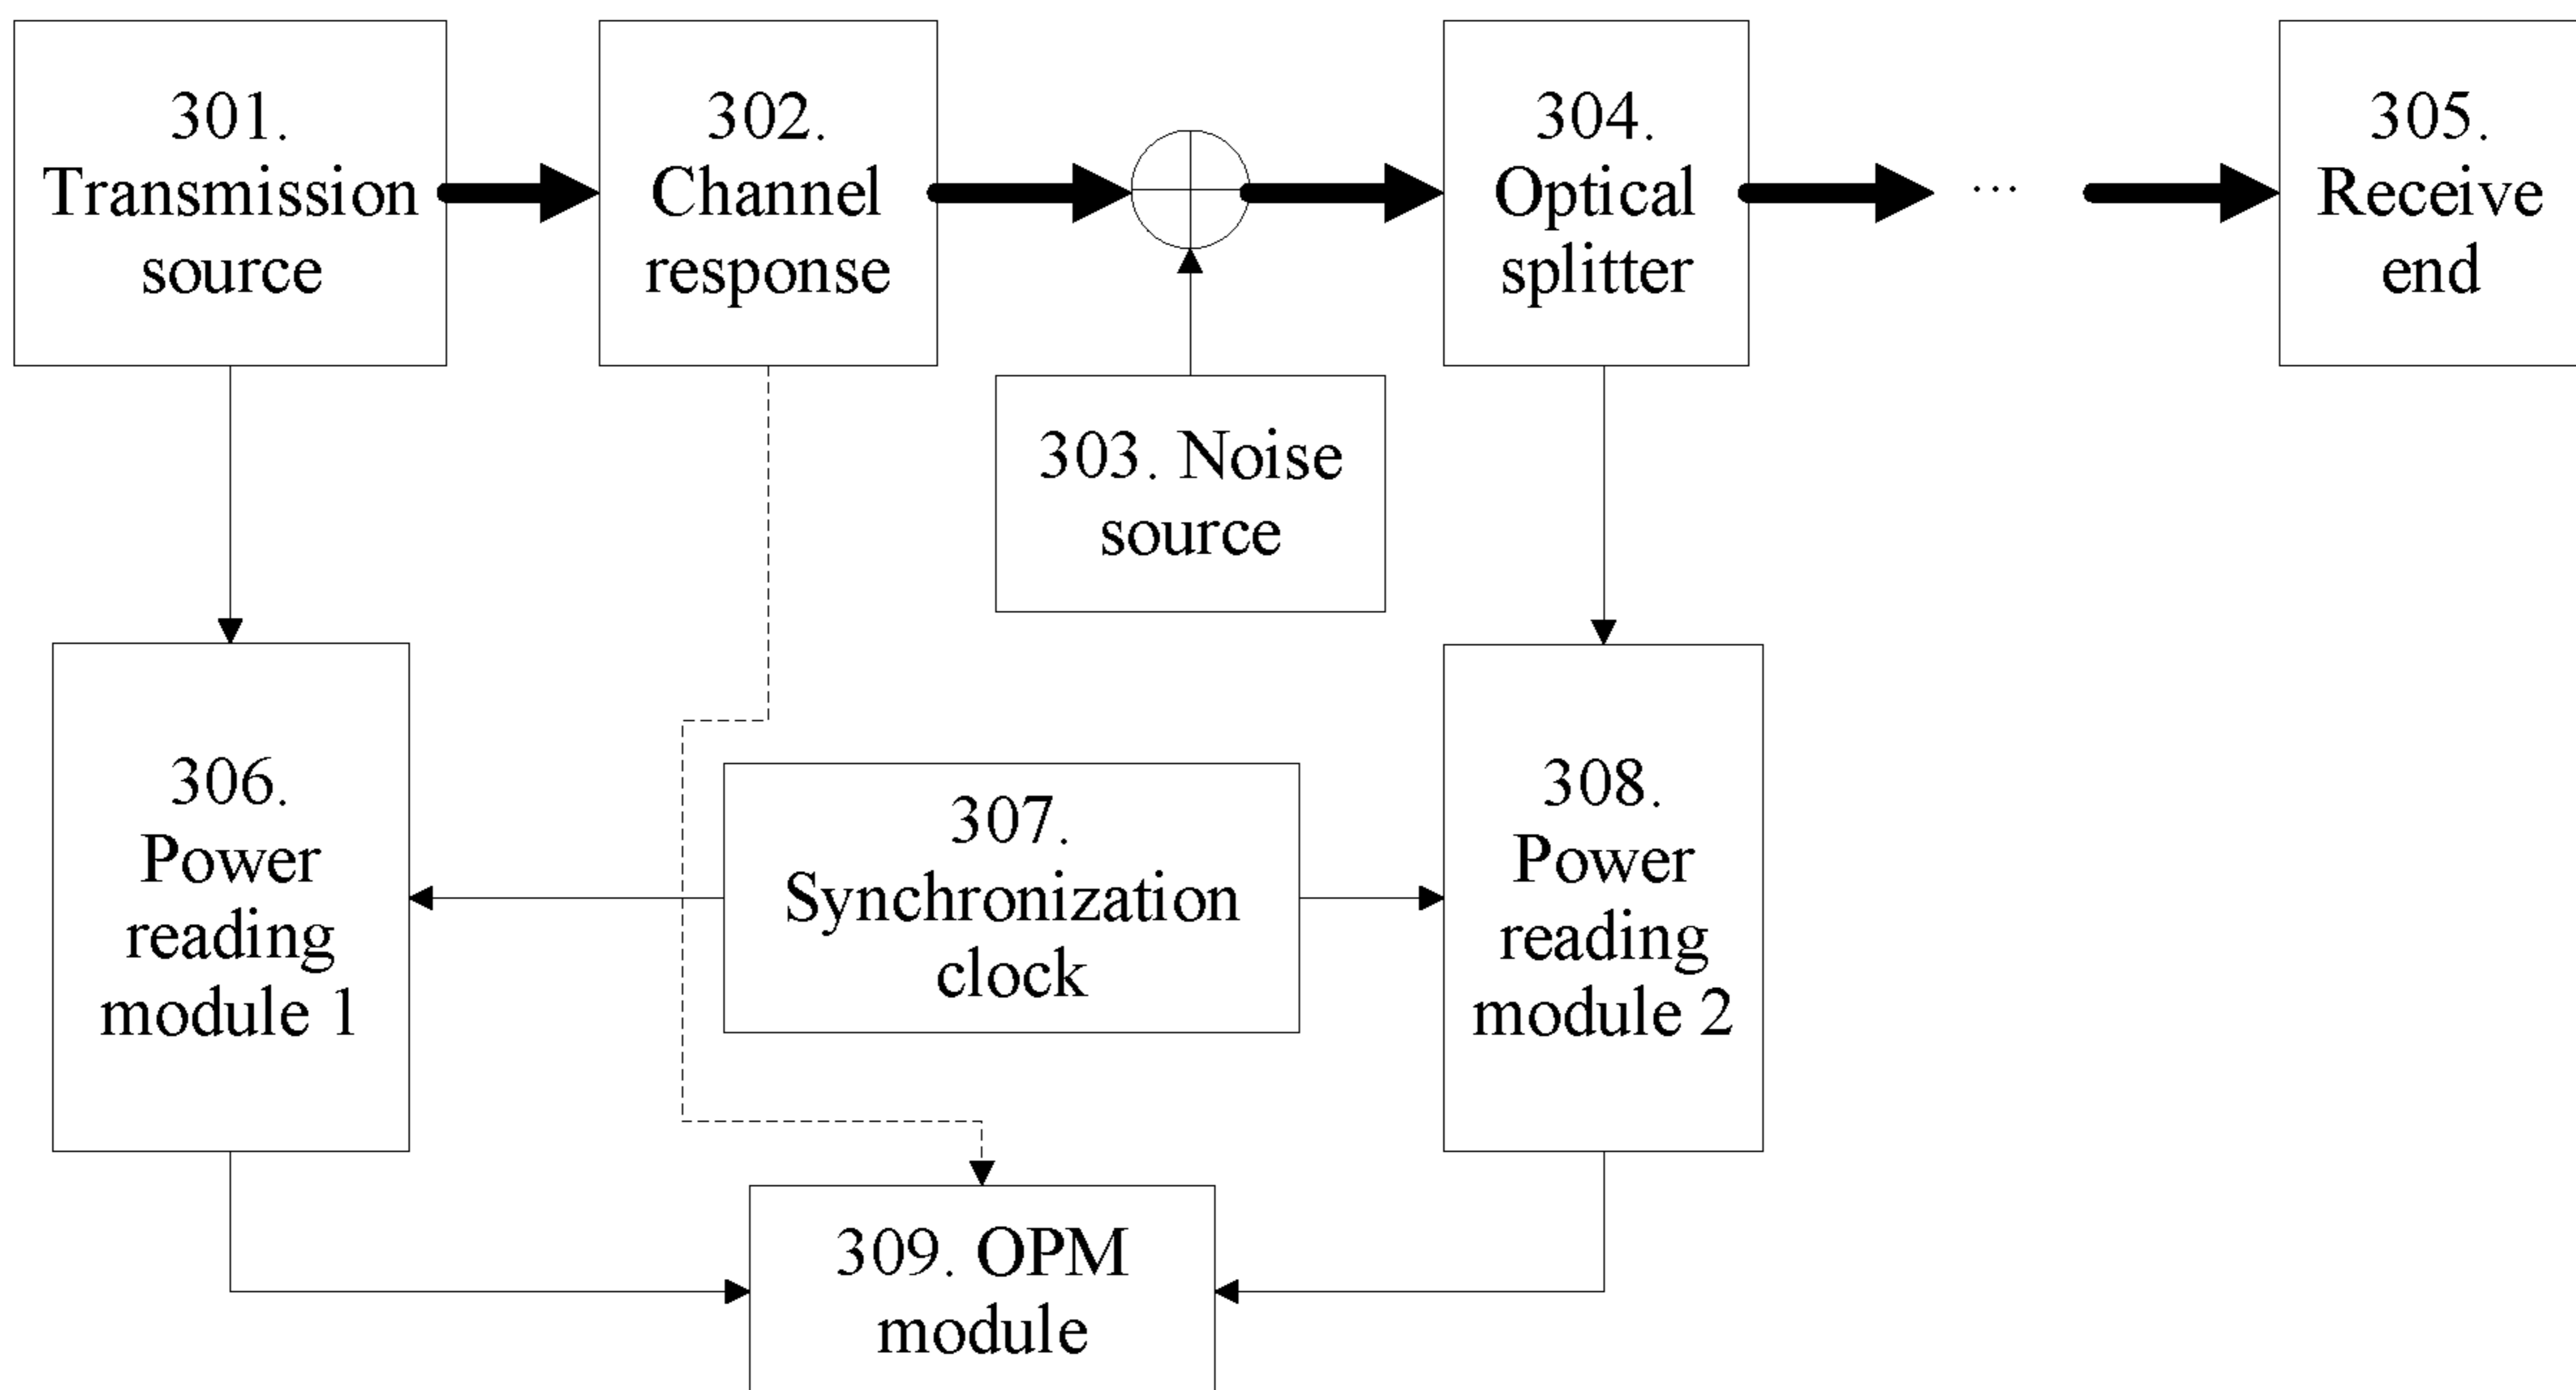 301.
Transmission
source
302.
Channel
response
304.
Optical
splitter
...
305.
Receive
end
303. Noise
source
306.
Power
reading
module 1
307.
Synchronization
clock
308.
Power
reading
module 2
309. OPM
module